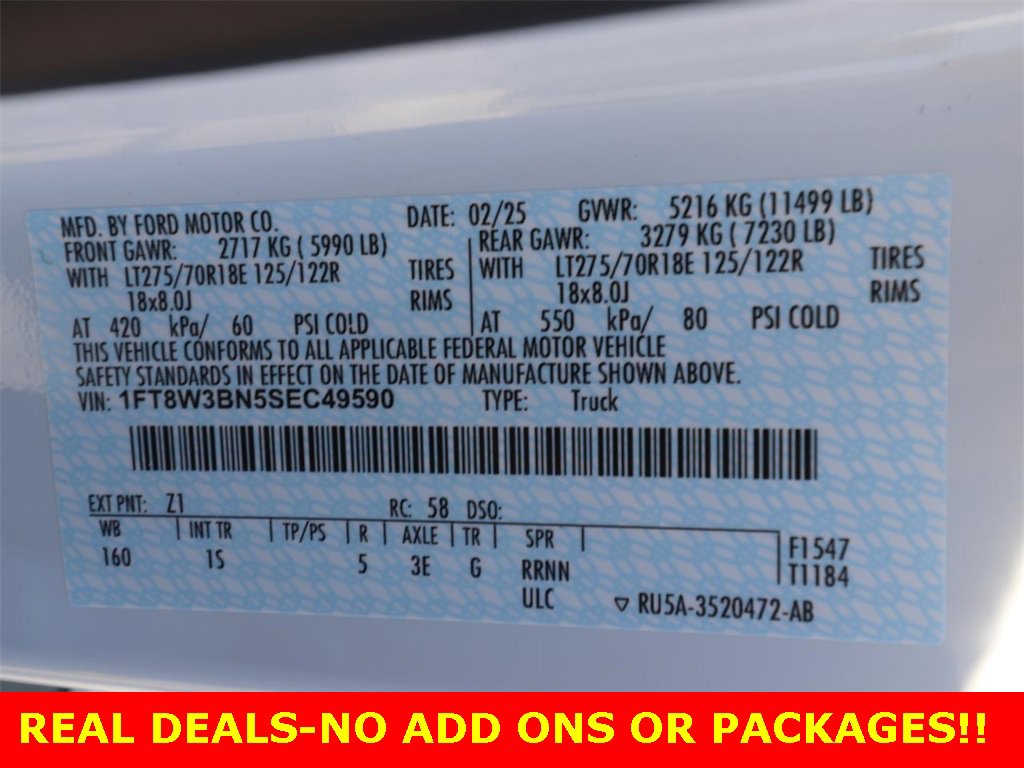 MFD. BY FORD MOTOR CO. DATE: 02/25 GVWR: 5216 KG (11499 LB)
FRONT GAWR: 2717 KG ( 5990 LB) REAR GAWR: 3279 KG ( 7230 LB)
WITH LT275/70R18E 125/122R TIRES WITH LT275/70R18E 125/122R TIRES
18x8.0J RIMS 18x8.0J RIMS
AT 420 kPa/ 60 PSI COLD AT 550 kPa/ 80 PSI COLD
THIS VEHICLE CONFORMS TO ALL APPLICABLE FEDERAL MOTOR VEHICLE
SAFETY STANDARDS IN EFFECT ON THE DATE OF MANUFACTURE SHOWN ABOVE.
VIN: 1FT8W3BN5SEC49590 TYPE: Truck
EXT PNT: Z1 RC: 58 DSO:
WB INT TR TP/PS R AXLE TR SPR F1547
160 1S 5 3E G RRNN T1184
ULC RU5A-3520472-AB
REAL DEALS-NO ADD ONS OR PACKAGES!!